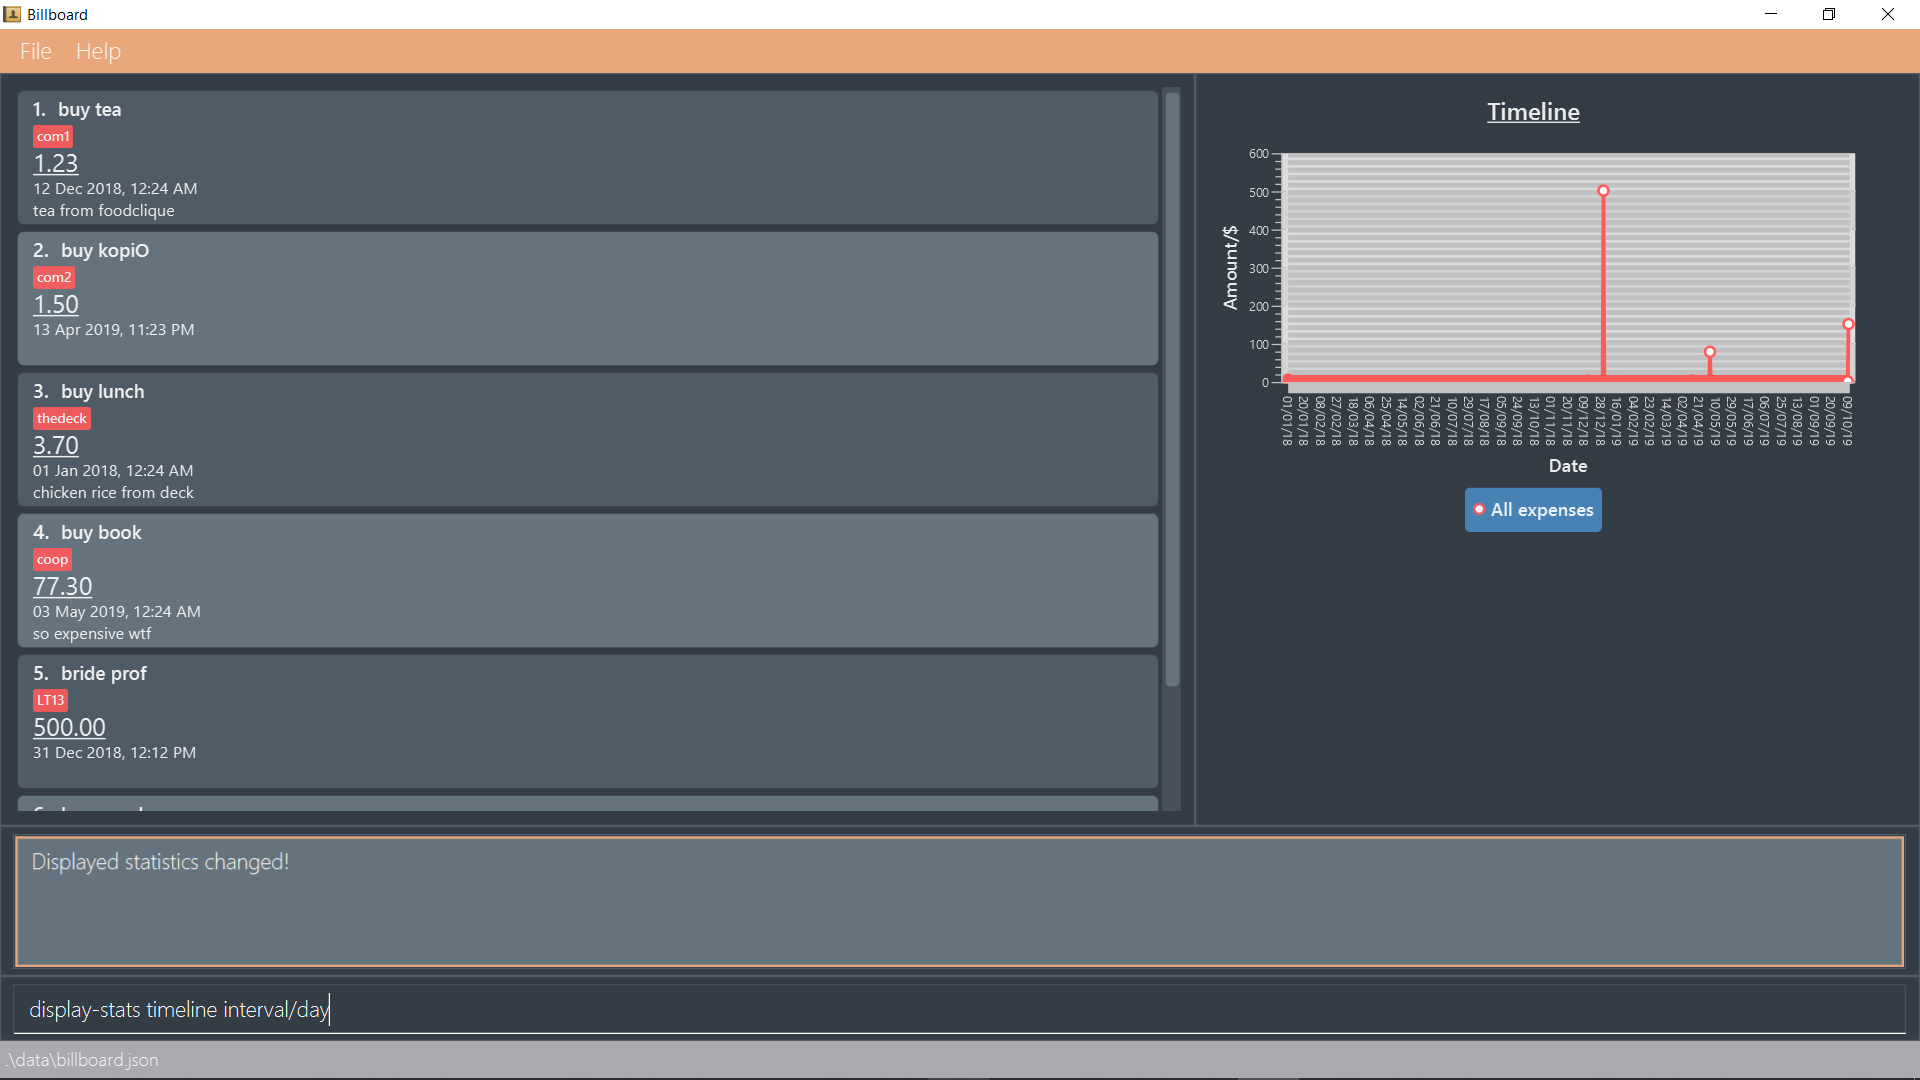 Billboard
File Help
1. buy tea
com1
1.23
12 Dec 2018, 12:24 AM
tea from foodclique
2. buy kopiO
com2
1.50
13 Apr 2019, 11:23 PM
3. buy lunch
thedeck
3.70
01 Jan 2018, 12:24 AM
chicken rice from deck
4. buy book
coop
77.30
03 May 2019, 12:24 AM
so expensive wtf
5. bride prof
LT13
500.00
31 Dec 2018, 12:12 PM
Timeline
Amount/$
600
500
400
300
200
100
0
01/01/18
20/01/18
08/02/18
27/02/18
18/03/18
06/04/18
25/04/18
14/05/18
02/06/18
21/06/18
10/07/18
29/07/18
17/08/18
05/09/18
24/09/18
13/10/18
01/11/18
20/11/18
09/12/18
28/12/18
16/01/19
04/02/19
23/02/19
14/03/19
02/04/19
21/04/19
10/05/19
29/05/19
17/06/19
06/07/19
25/07/19
13/08/19
01/09/19
20/09/19
09/10/19
Date
All expenses
Displayed statistics changed!
display-stats timeline interval/day
.\data\billboard.json